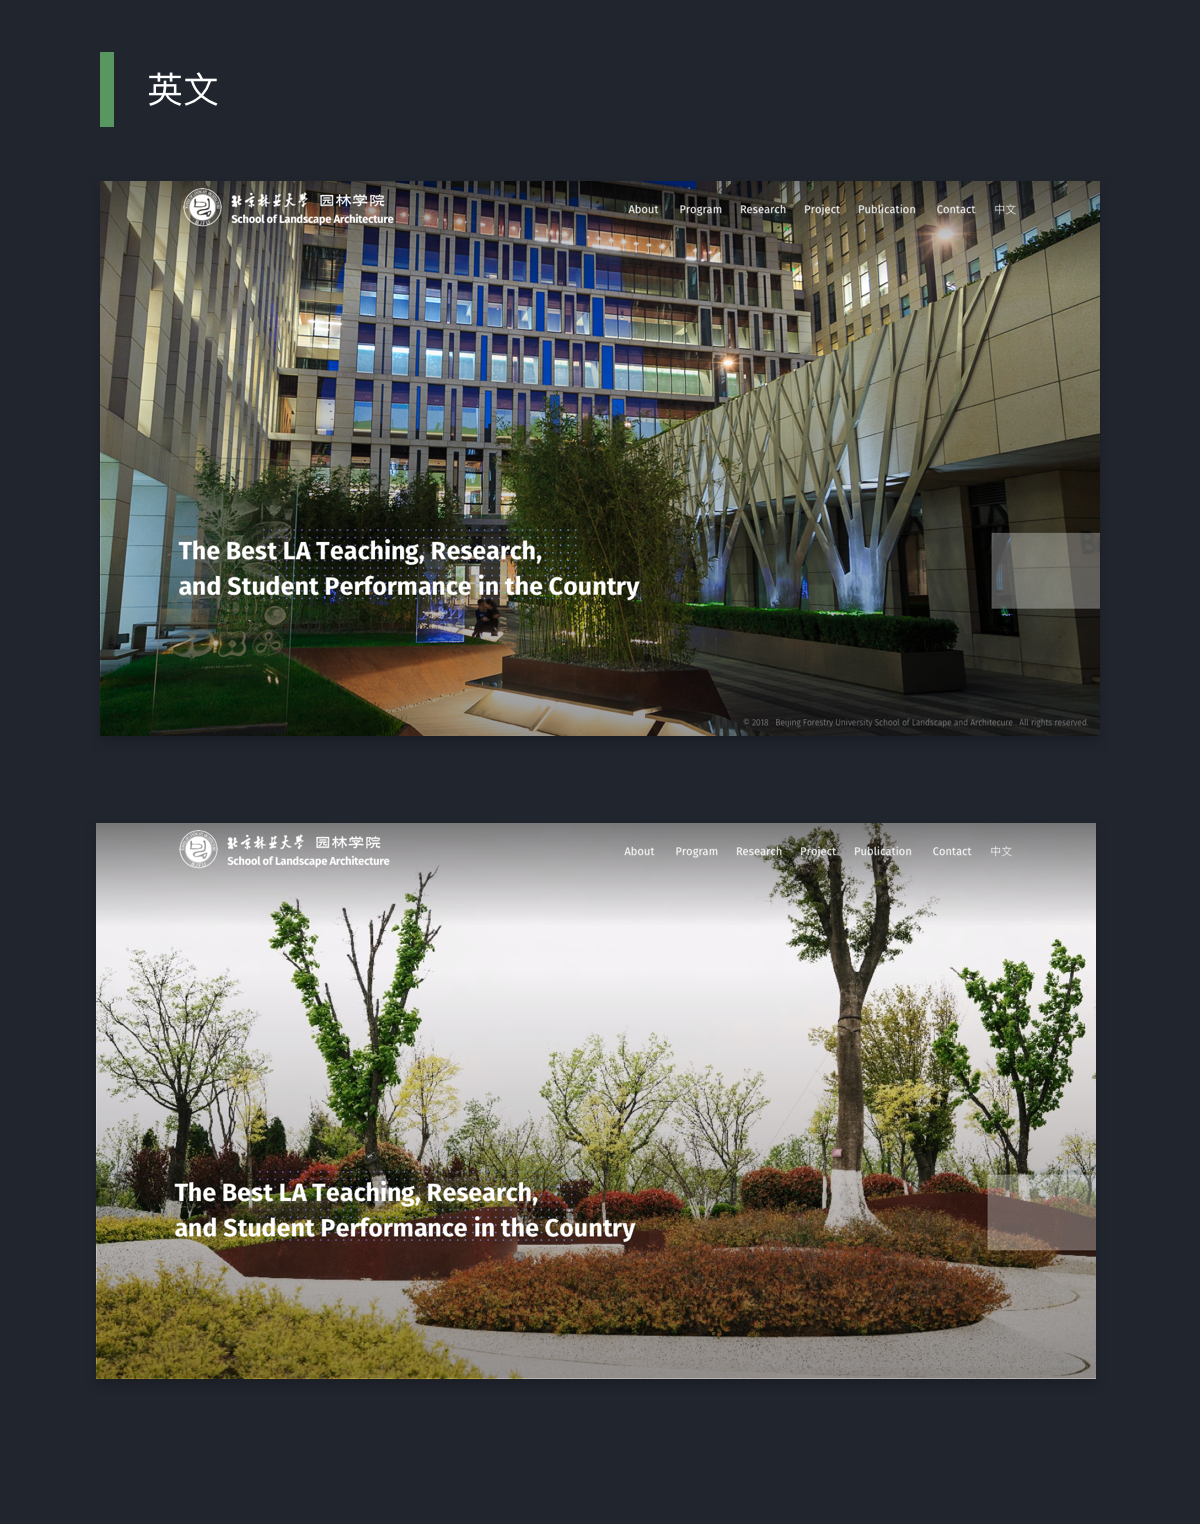 英文
北京林业大学 园林学院
School of Landscape Architecture
About Program Research Project Publication Contact 中文
The Best LA Teaching, Research,
and Student Performance in the Country
© 2018 Beijing Forestry University School of Landscape and Architecure . All rights reserved
北京林业大学 园林学院
School of Landscape Architecture
About Program Research Project Publication Contact 中文
The Best LA Teaching, Research,
and Student Performance in the Country